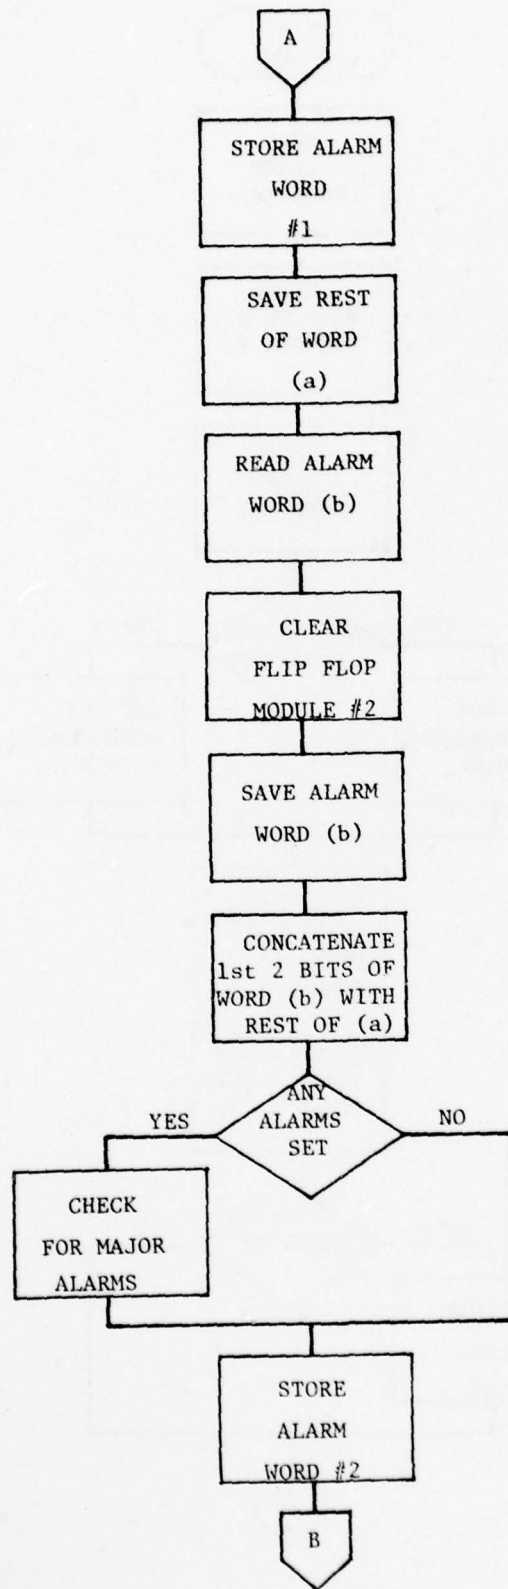 A
STORE ALARM
WORD
#1
SAVE REST
OF WORD
(a)
READ ALARM
WORD (b)
CLEAR
FLIP FLOP
MODULE #2
SAVE ALARM
WORD (b)
CONCATENATE
1st 2 BITS OF
WORD (b) WITH
REST OF (a)
ANY
ALARMS
SET
YES
NO
CHECK
FOR MAJOR
ALARMS
STORE
ALARM
WORD #2
B